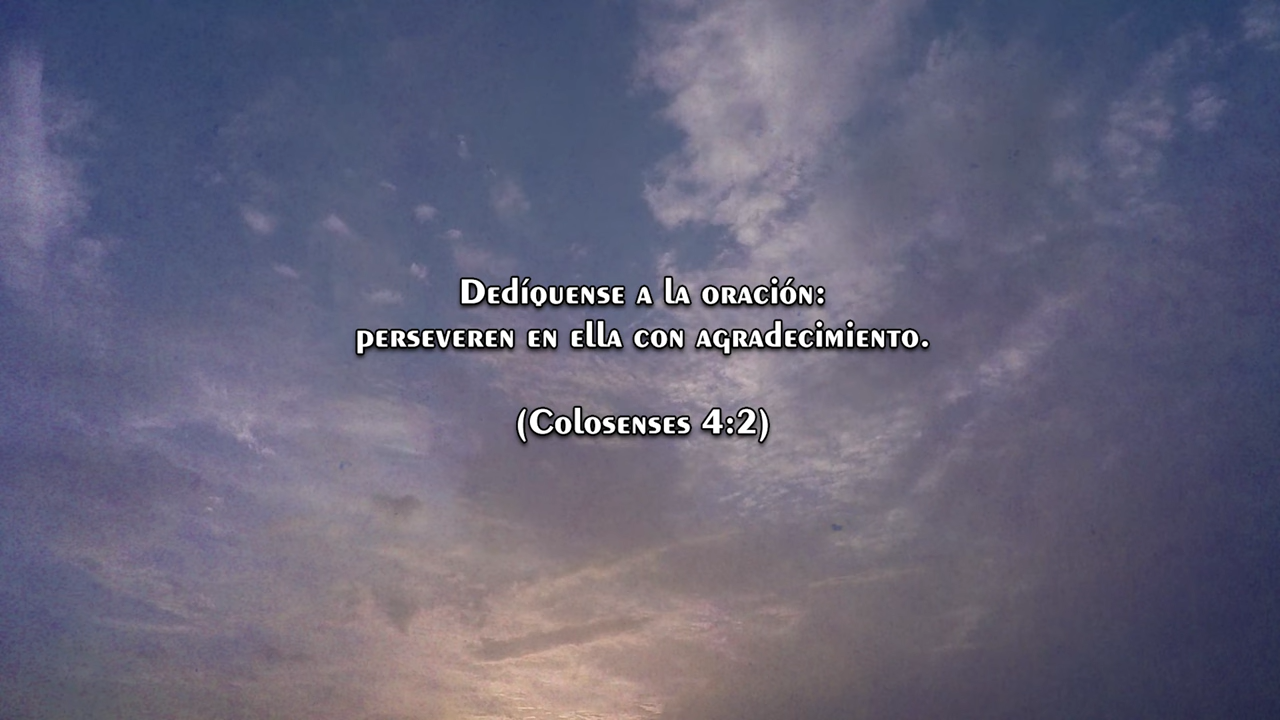 Dedíquense a la oración:
perseveren en ella con agradecimiento.
(Colosenses 4:2)